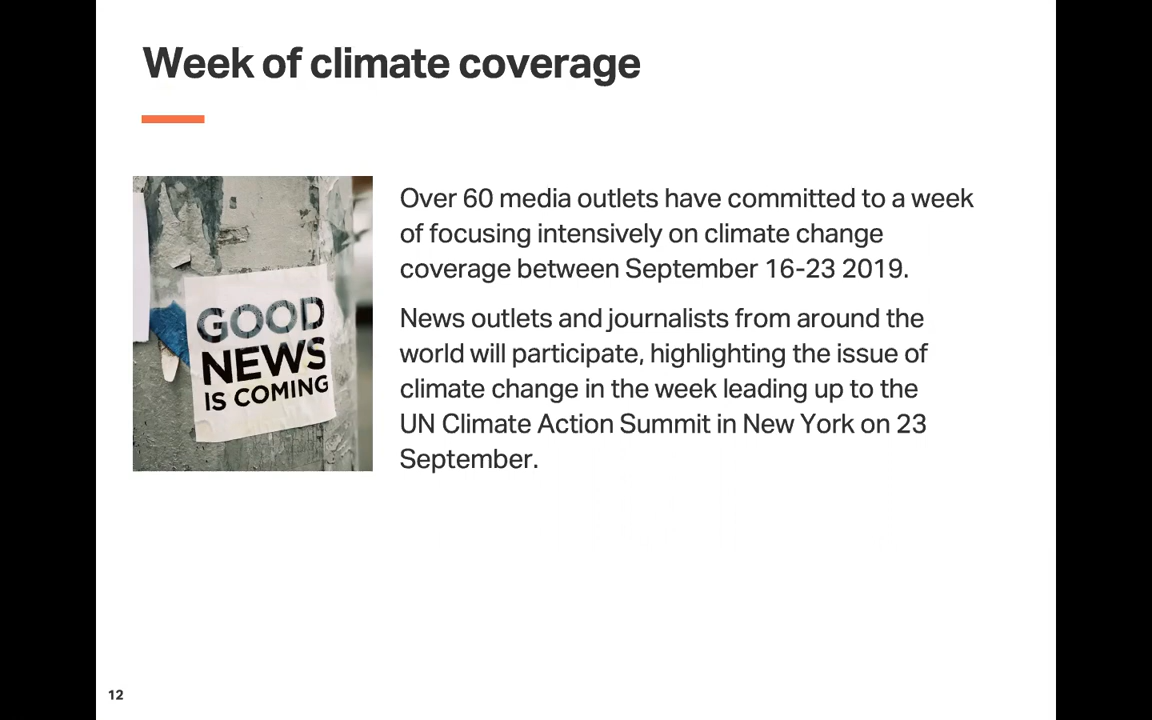 Week of climate coverage
GOOD
NEWS
IS COMING
Over 60 media outlets have committed to a week
of focusing intensively on climate change
coverage between September 16-23 2019.
News outlets and journalists from around the
world will participate, highlighting the issue of
climate change in the week leading up to the
UN Climate Action Summit in New York on 23
September.
12